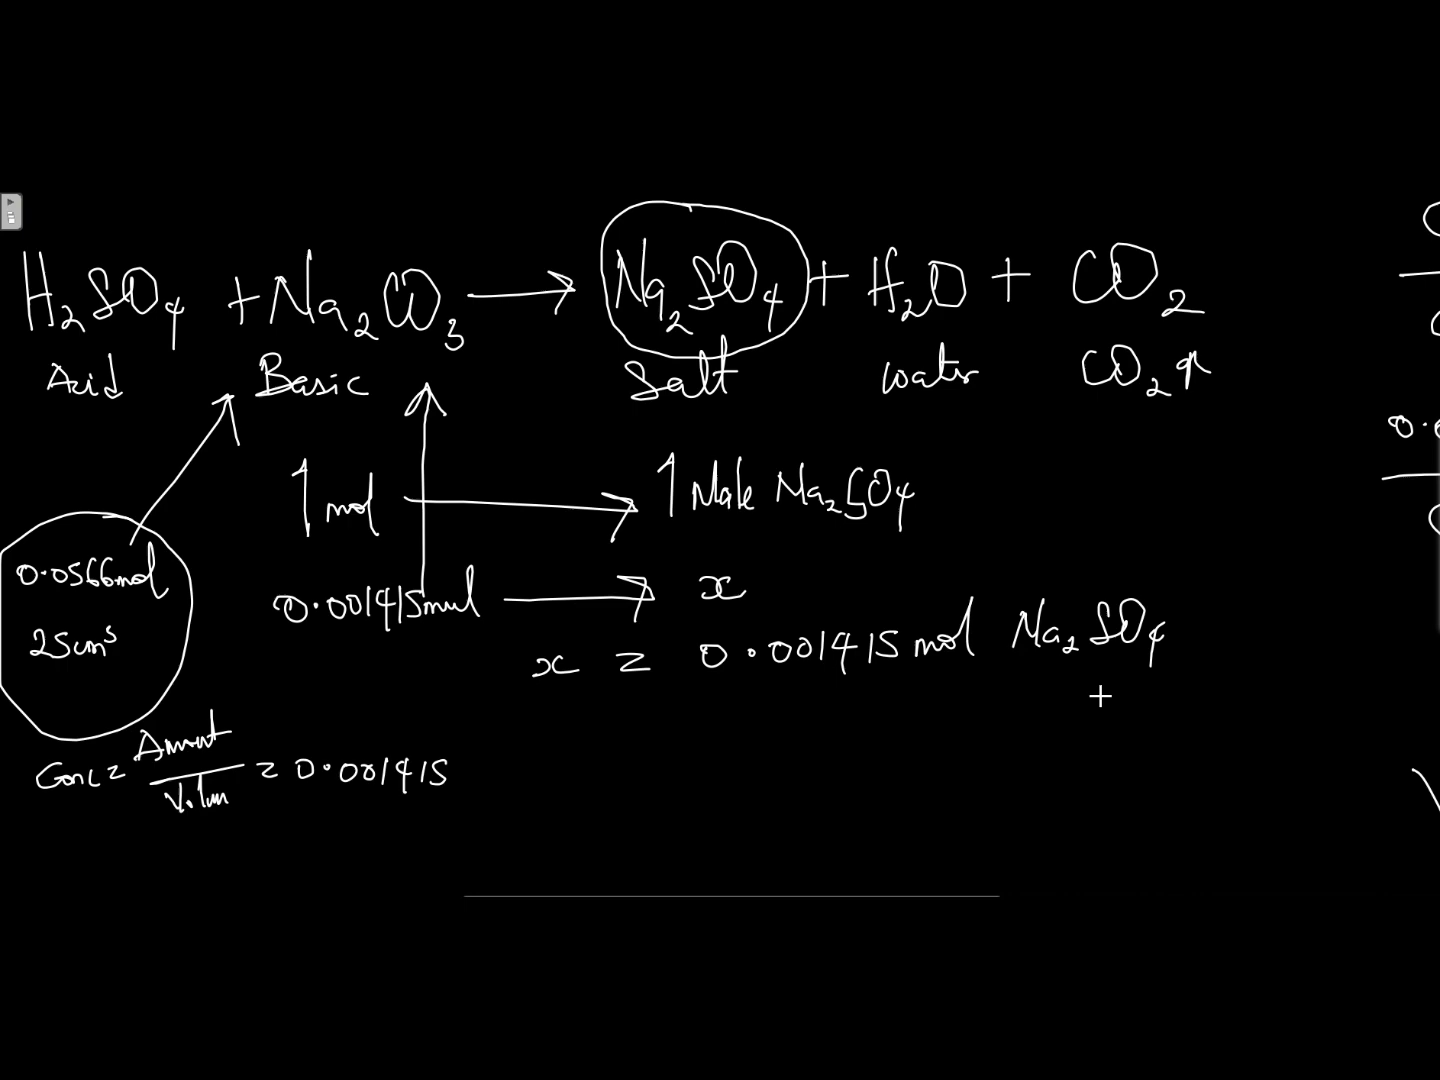 H₂SO₄ + Na₂CO₃ → Na₂SO₄ + H₂O + CO₂
Acid Basic Salt water CO₂
1 mol → 1 Mole Na₂SO₄
0.0566mol
25cm³
0.001415mol → x
x = 0.001415 mol Na₂SO₄
Conc = Amount / Volum = 0.001415